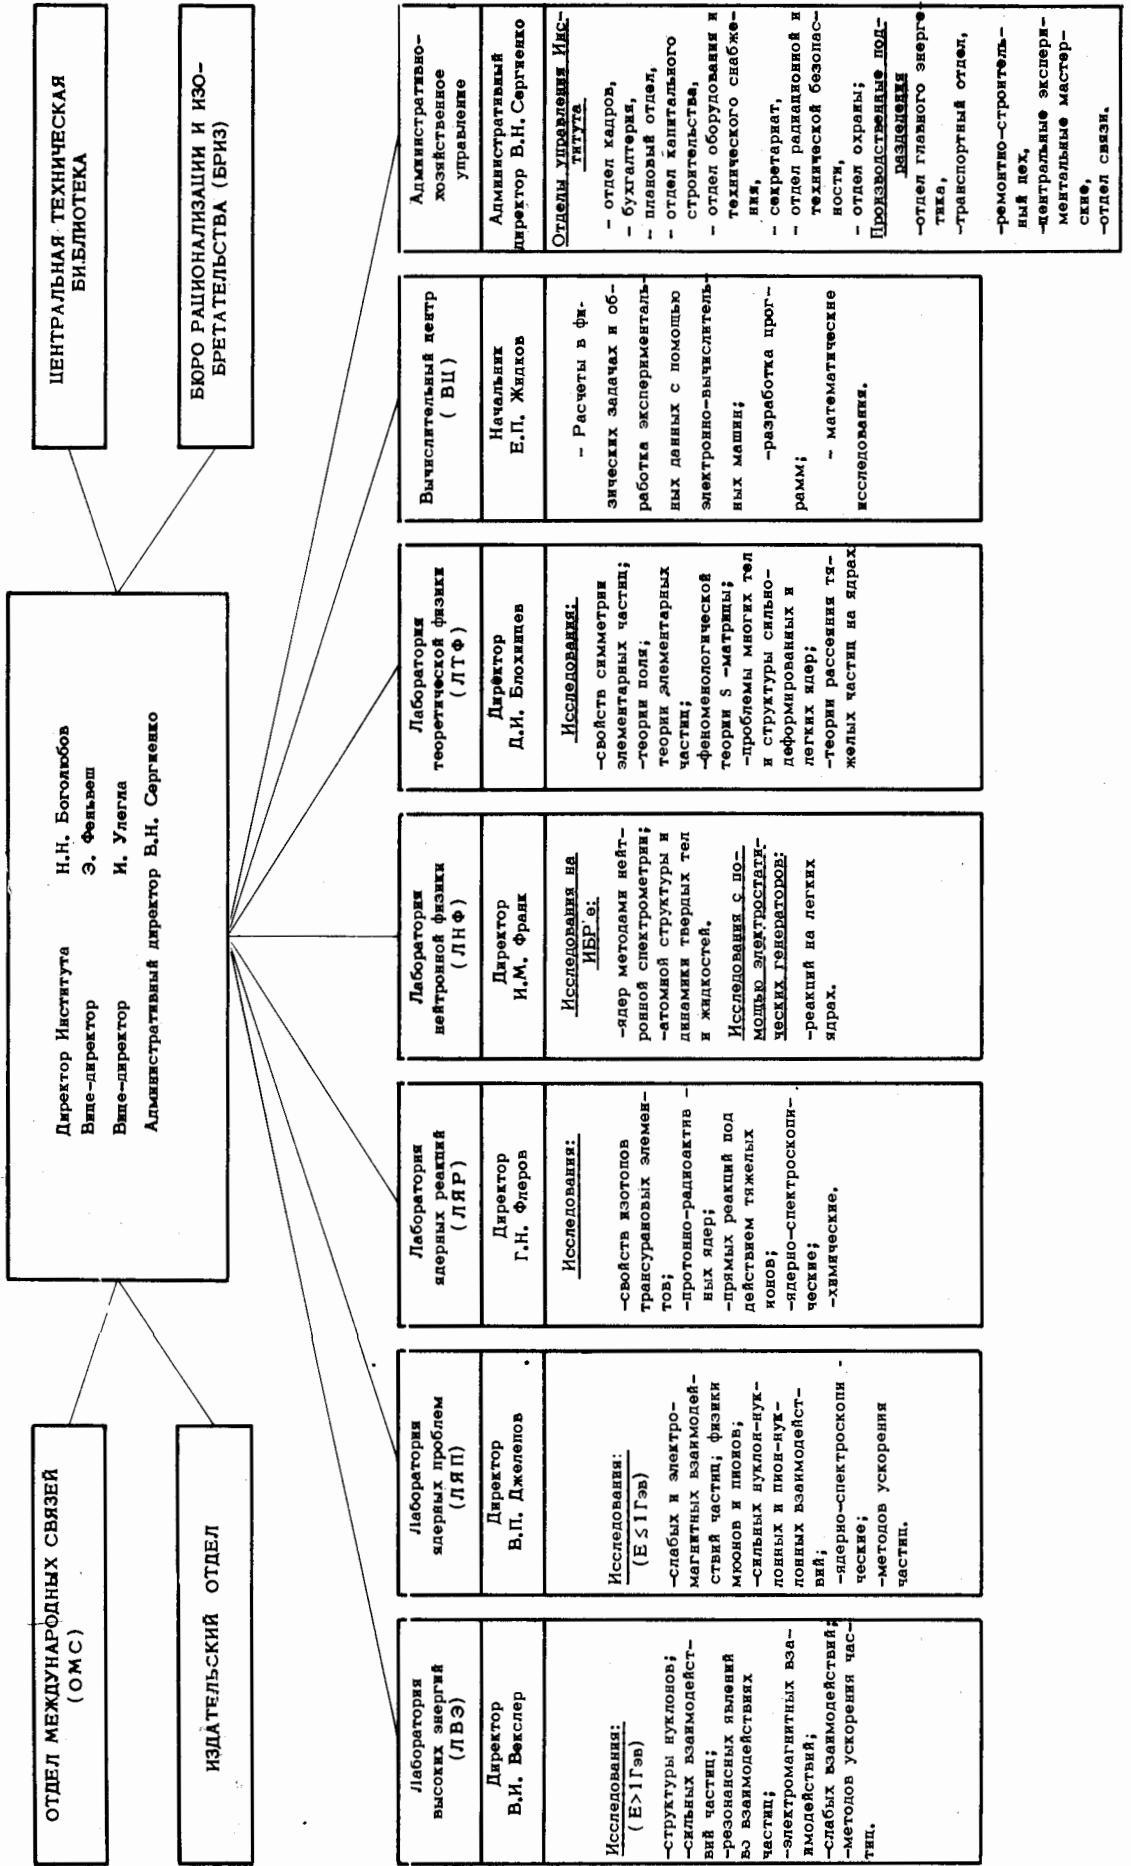 ОТДЕЛ МЕЖДУНАРОДНЫХ СВЯЗЕЙ
(ОМС)
ИЗДАТЕЛЬСКИЙ ОТДЕЛ
Директор Института Н.Н. Боголюбов
Вице-директор Э. Феньвеш
Вице-директор И. Улегла
Административный директор В.Н. Сергиенко
ЦЕНТРАЛЬНАЯ ТЕХНИЧЕСКАЯ
БИБЛИОТЕКА
БЮРО РАЦИОНАЛИЗАЦИИ И ИЗО-
БРЕТАТЕЛЬСТВА (БРИЗ)
Лаборатория
высоких энергий
(ЛВЭ)
Директор
В.И. Векслер
Исследования:
(Е>1Гэв)
-структуры нуклонов;
-сильных взаимодейст-
вий частиц;
-резонансных явлений
во взаимодействиях
частиц;
-электромагнитных вза-
имодействий;
-слабых взаимодействий;
-методов ускорения час-
тиц.
Лаборатория
ядерных проблем
(ЛЯП)
Директор
В.П. Джелепов
Исследования:
(Е≤1Гэв)
-слабых и электро-
магнитных взаимодей-
ствий частиц; физики
мюонов и пионов;
-сильных нуклон-нук-
лонных и пион-нук-
лонных взаимодейст-
вий;
-ядерно-спектроскопи-
ческие;
-методов ускорения
частиц.
Лаборатория
ядерных реакций
(ЛЯР)
Директор
Г.Н. Флеров
Исследования:
-свойств изотопов
трансурановых элемен-
тов;
-протонно-радиоактив-
ных ядер;
-прямых реакций под
действием тяжелых
ионов;
-ядерно-спектроскопи-
ческие;
-химические.
Лаборатория
нейтронной физики
(ЛНФ)
Директор
И.М. Франк
Исследования на
ИБР'е:
-ядер методами нейт-
ронной спектрометрии;
-атомной структуры и
динамики твердых тел
и жидкостей.
Исследования с по-
мощью электростати-
ческих генераторов:
-реакций на легких
ядрах.
Лаборатория
теоретической физики
(ЛТФ)
Директор
Д.И. Блохинцев
Исследования:
-свойств симметрии
элементарных частиц;
-теории поля;
теории элементарных
частиц;
-феноменологической
теории S -матрицы;
-проблемы многих тел
и структуры сильно-
деформированных и
легких ядер;
-теории рассеяния тя-
желых частиц на ядрах
Вычислительный центр
( ВЦ)
Начальник
Е.П. Жидков
- Расчеты в фи-
зических задачах и об-
работка эксперименталь-
ных данных с помощью
электронно-вычислитель-
ных машин;
-разработка прог-
рамм;
- математические
исследования.
Административно-
хозяйственное
управление
Административный
директор В.Н.Сергиенко
Отделы управления Инс-
титута
- отдел кадров,
- бухгалтерия,
- плановый отдел,
- отдел капитального
строительства,
- отдел оборудования и
технического снабже-
ния,
- секретариат,
- отдел радиационной и
технической безопас-
ности,
- отдел охраны;
Производственные под-
разделения
-отдел главного энерге-
тика,
-транспортный отдел,
-ремонтно-строитель-
ный цех,
-центральные экспери-
ментальные мастер-
ские,
-отдел связи.